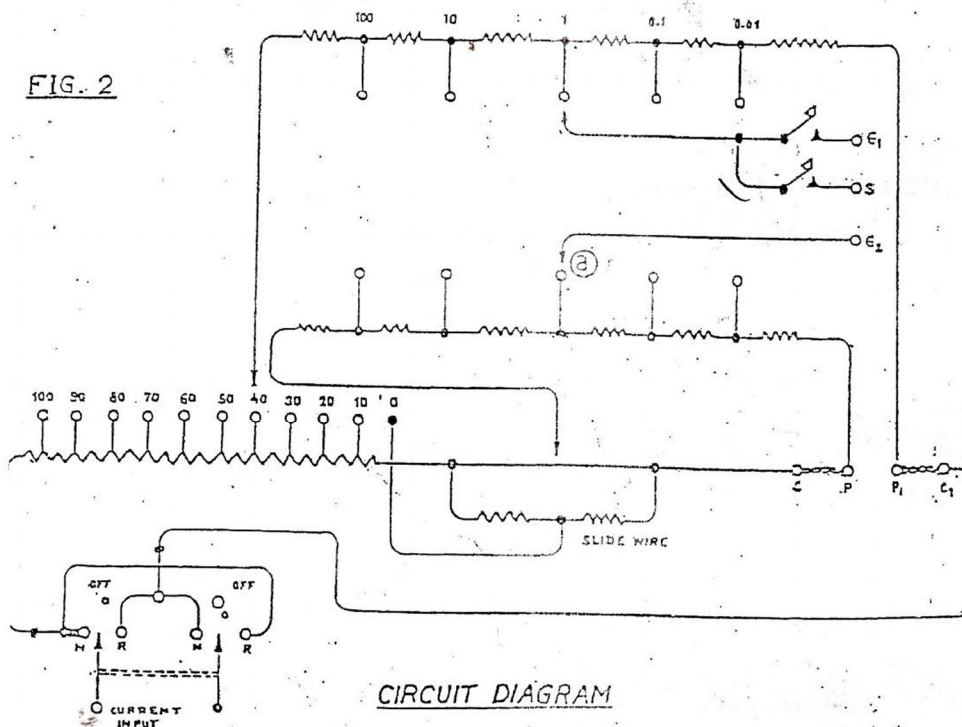 100 10 1 0.1 0.01
FIG. 2
E1
S
E2
a
100 90 80 70 60 50 40 30 20 10 0
C P P1 C1
SLIDE WIRE
OFF OFF
N R N R
CIRCUIT DIAGRAM
CURRENT
INPUT